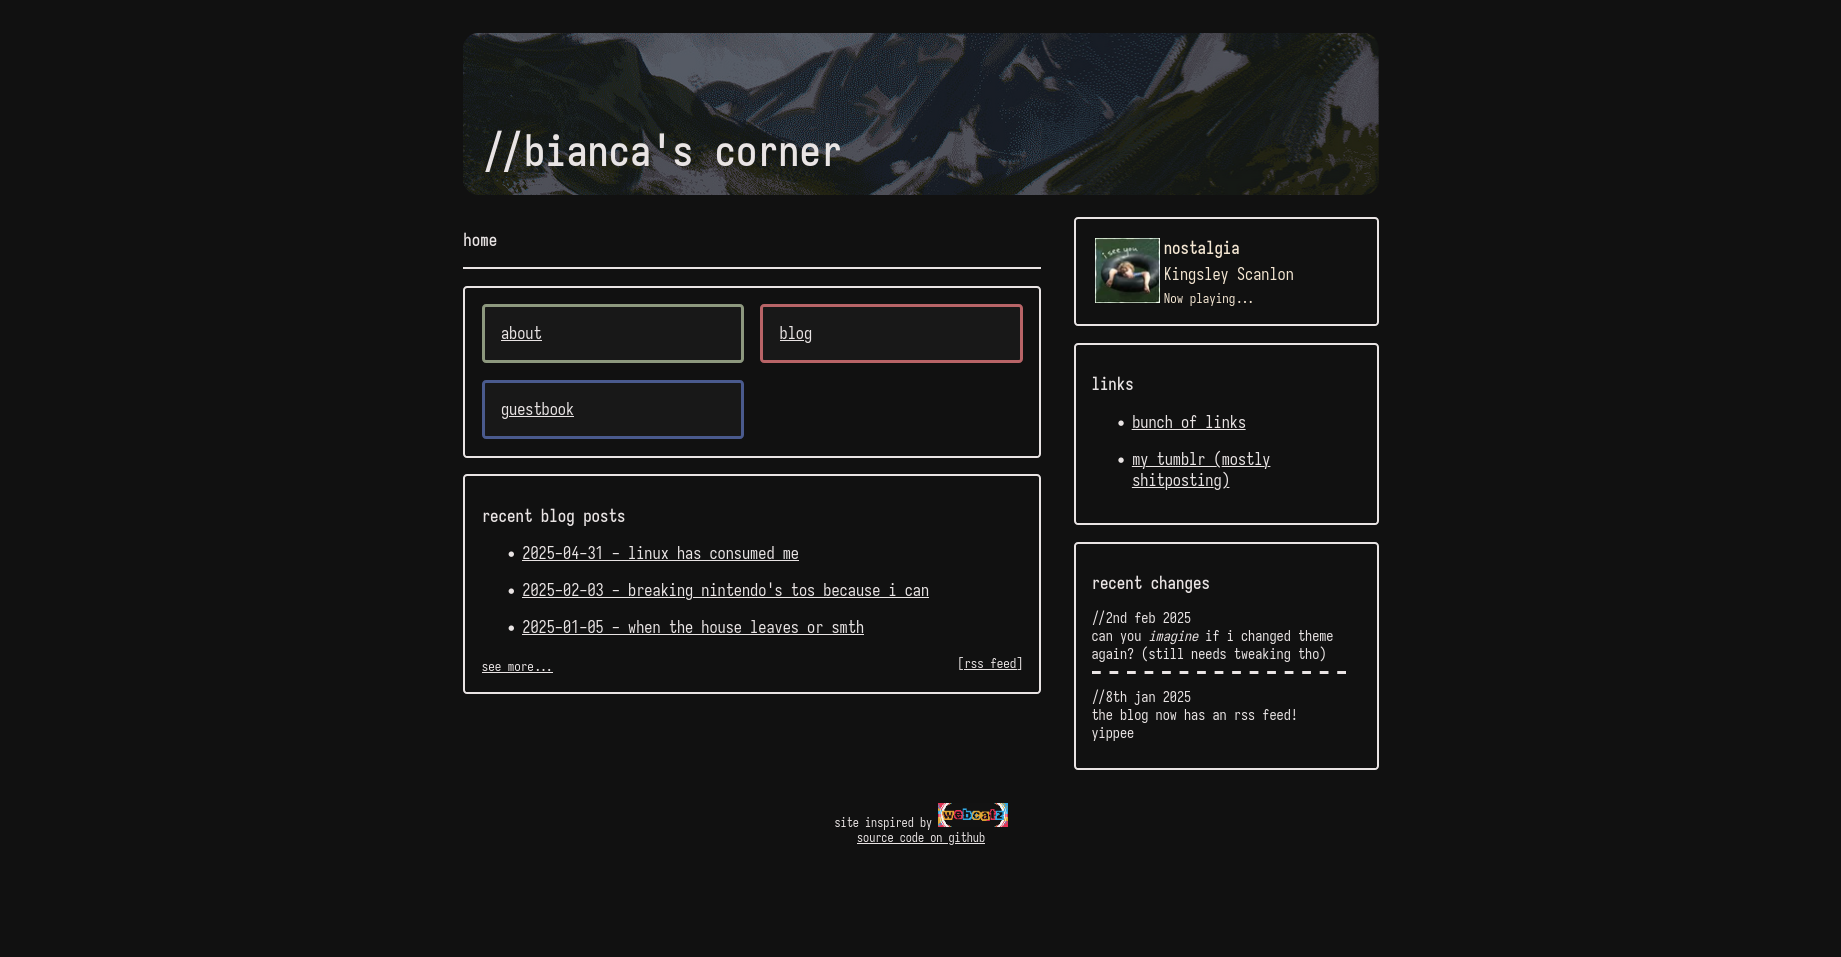 //bianca's corner
home
about
blog
guestbook
recent blog posts
2025-04-31 - linux has consumed me
2025-02-03 - breaking nintendo's tos because i can
2025-01-05 - when the house leaves or smth
see more...
[rss feed]
i see you
nostalgia
Kingsley Scanlon
Now playing...
links
bunch of links
my tumblr (mostly
shitposting)
recent changes
//2nd feb 2025
can you imagine if i changed theme
again? (still needs tweaking tho)
//8th jan 2025
the blog now has an rss feed!
yippee
site inspired by webcatz
source code on github